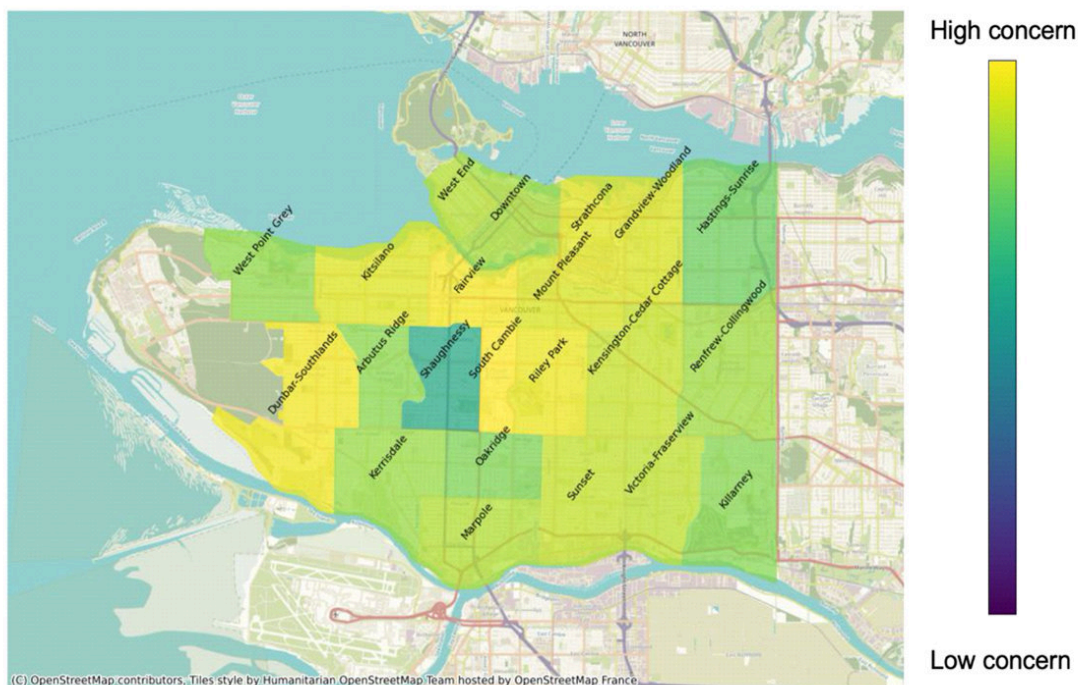 High concern
NORTH
VANCOUVER
West End
Downtown
Strathcona
Grandview-Woodland
Hastings-Sunrise
West Point Grey
Kitsilano
Fairview
Mount Pleasant
VANCOUVER
Dunbar-Southlands
Arbutus Ridge
Shaughnessy
South Cambie
Riley Park
Kensington-Cedar Cottage
Renfrew-Collingwood
Kerrisdale
Oakridge
Marpole
Sunset
Victoria-Fraserview
Killarney
Low concern
(C) OpenStreetMap contributors, Tiles style by Humanitarian OpenStreetMap Team hosted by OpenStreetMap France